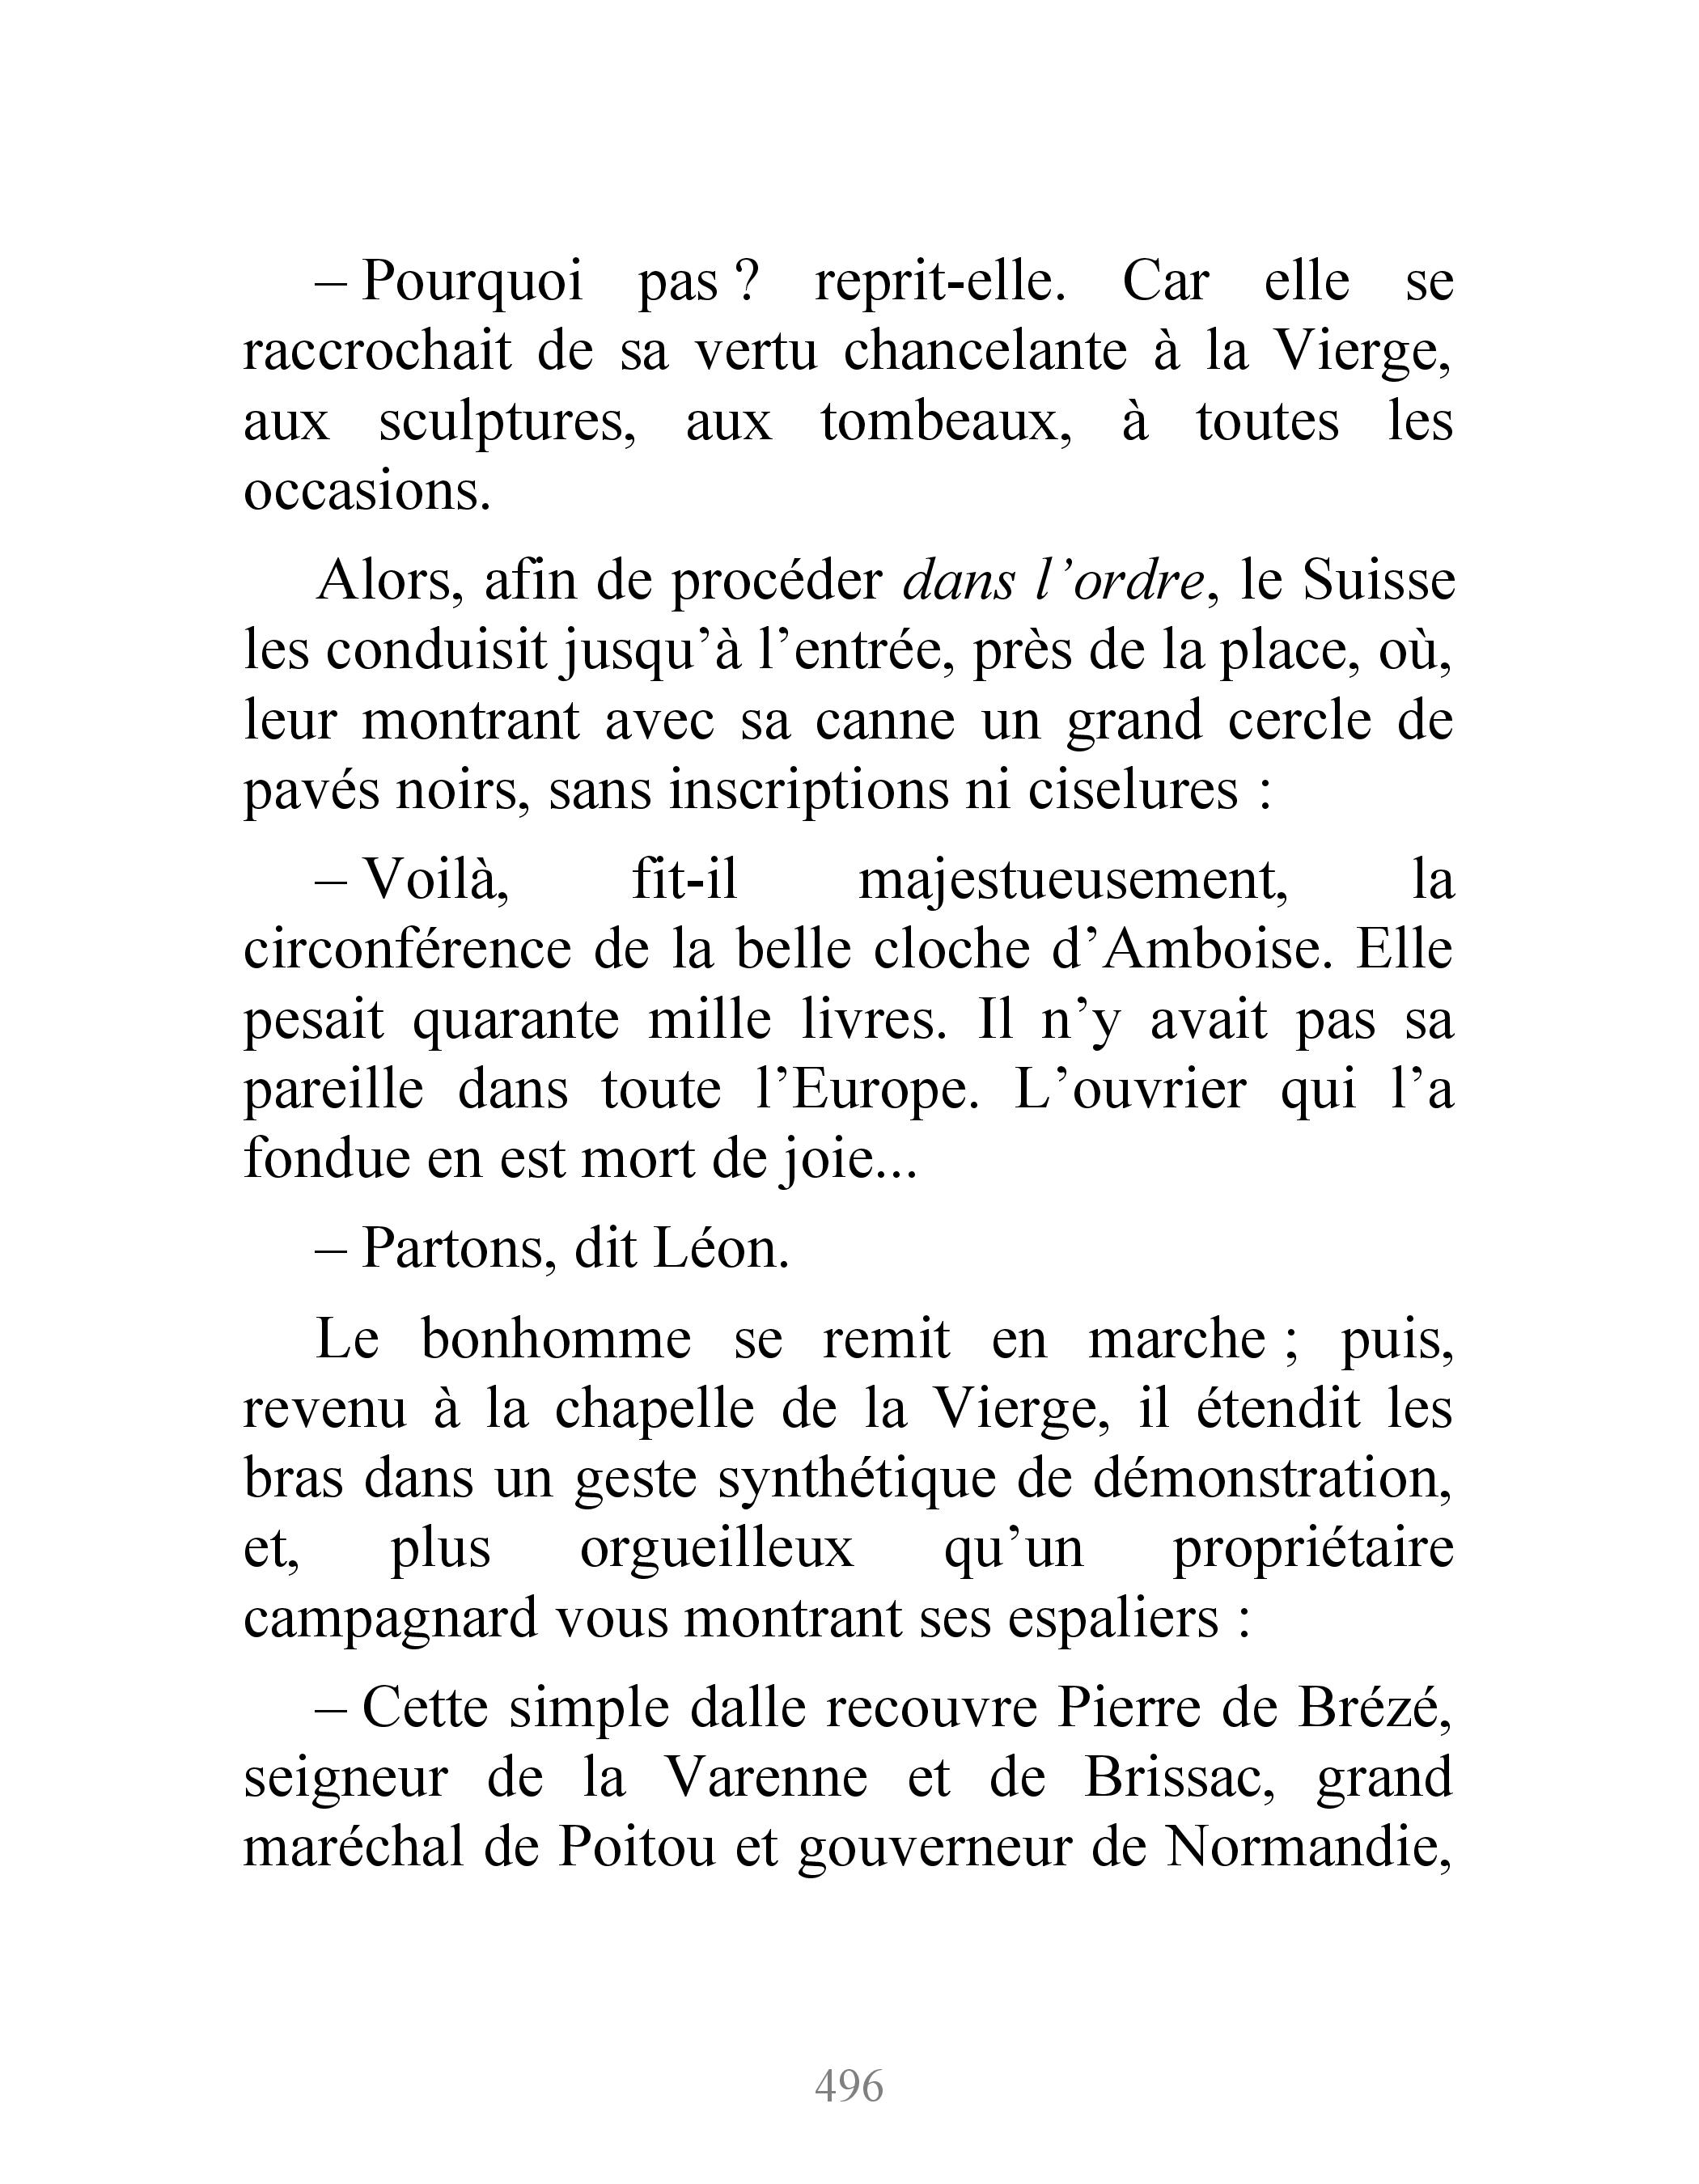 – Pourquoi pas ? reprit-elle. Car elle se
raccrochait de sa vertu chancelante à la Vierge,
aux sculptures, aux tombeaux, à toutes les
occasions.
Alors, afin de procéder dans l’ordre, le Suisse
les conduisit jusqu’à l’entrée, près de la place, où,
leur montrant avec sa canne un grand cercle de
pavés noirs, sans inscriptions ni ciselures :
– Voilà, fit-il majestueusement, la
circonférence de la belle cloche d’Amboise. Elle
pesait quarante mille livres. Il n’y avait pas sa
pareille dans toute l’Europe. L’ouvrier qui l’a
fondue en est mort de joie...
– Partons, dit Léon.
Le bonhomme se remit en marche ; puis,
revenu à la chapelle de la Vierge, il étendit les
bras dans un geste synthétique de démonstration,
et, plus orgueilleux qu’un propriétaire
campagnard vous montrant ses espaliers :
– Cette simple dalle recouvre Pierre de Brézé,
seigneur de la Varenne et de Brissac, grand
maréchal de Poitou et gouverneur de Normandie,
496